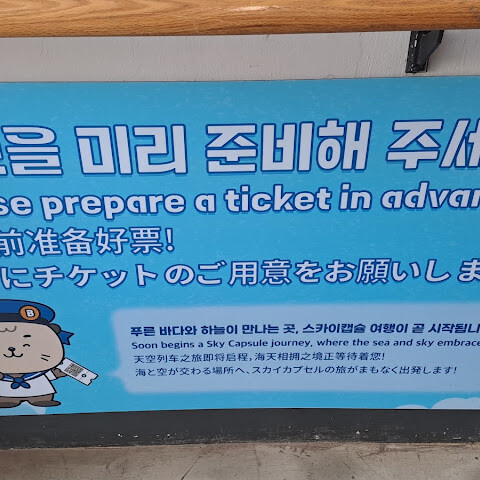 을 미리 준비해 주세
se prepare a ticket in advan
前准备好票!
にチケットのご用意をお願いしま
푸른 바다와 하늘이 만나는 곳, 스카이캡슐 여행이 곧 시작됩니
Soon begins a Sky Capsule journey, where the sea and sky embrace
天空列车之旅即将启程，海天相拥之境正等待着您!
海と空が交わる場所へ、スカイカプセルの旅がまもなく出発します!
B